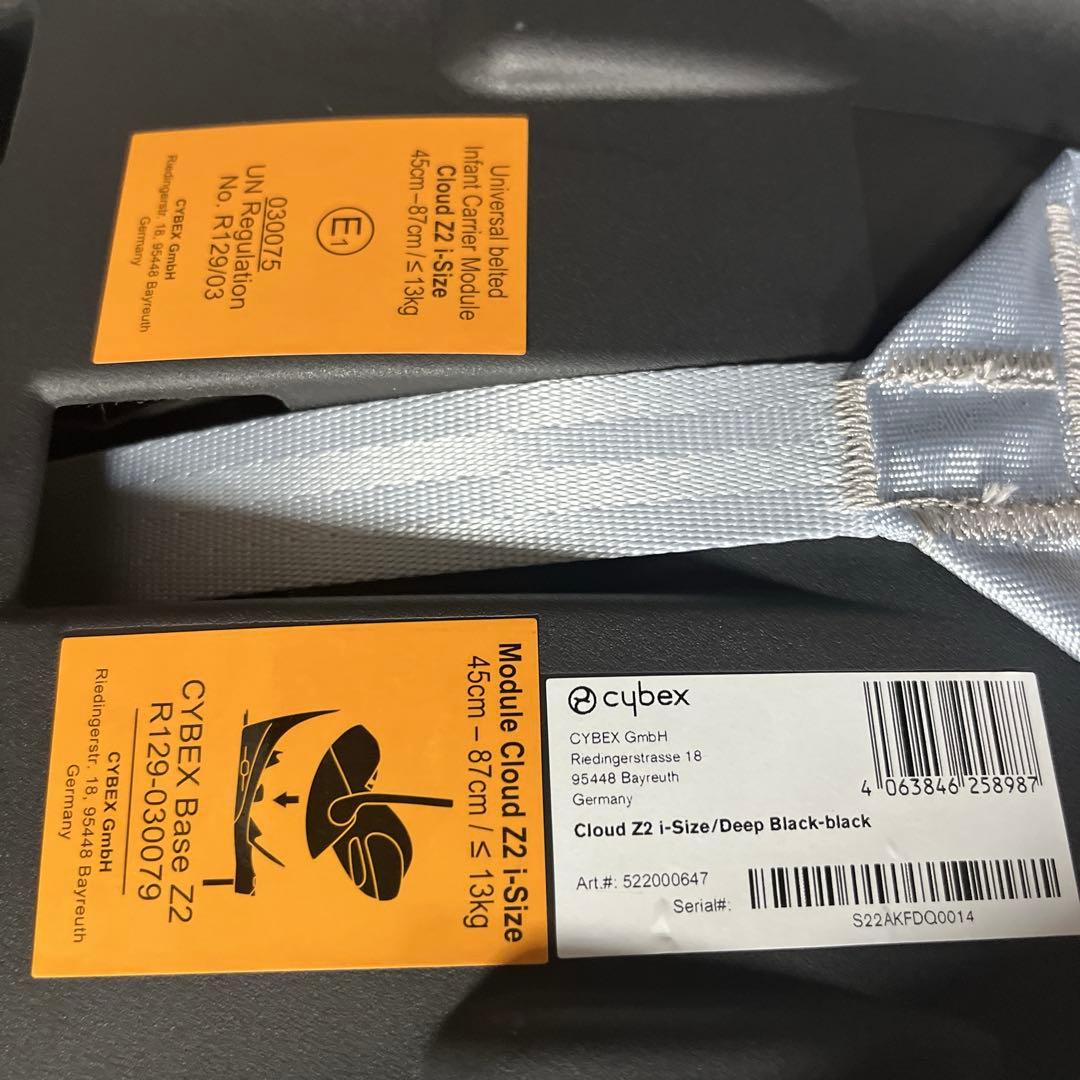 Universal belted
Infant Carrier Module
Cloud Z2 i-Size
45cm – 87cm / ≤ 13kg
E1
030075
UN Regulation
No. R129/03
CYBEX GmbH
Riedingerstr. 18, 95448 Bayreuth
Germany
Module Cloud Z2 i-Size
45cm – 87cm / ≤ 13kg
CYBEX Base Z2
R129-030079
CYBEX GmbH
Riedingerstr. 18, 95448 Bayreuth
Germany
cybex
CYBEX GmbH
Riedingerstrasse 18
95448 Bayreuth
Germany
4 063846 258987
Cloud Z2 i-Size/Deep Black-black
Art.#: 522000647
Serial#:
S22AKFDQ0014